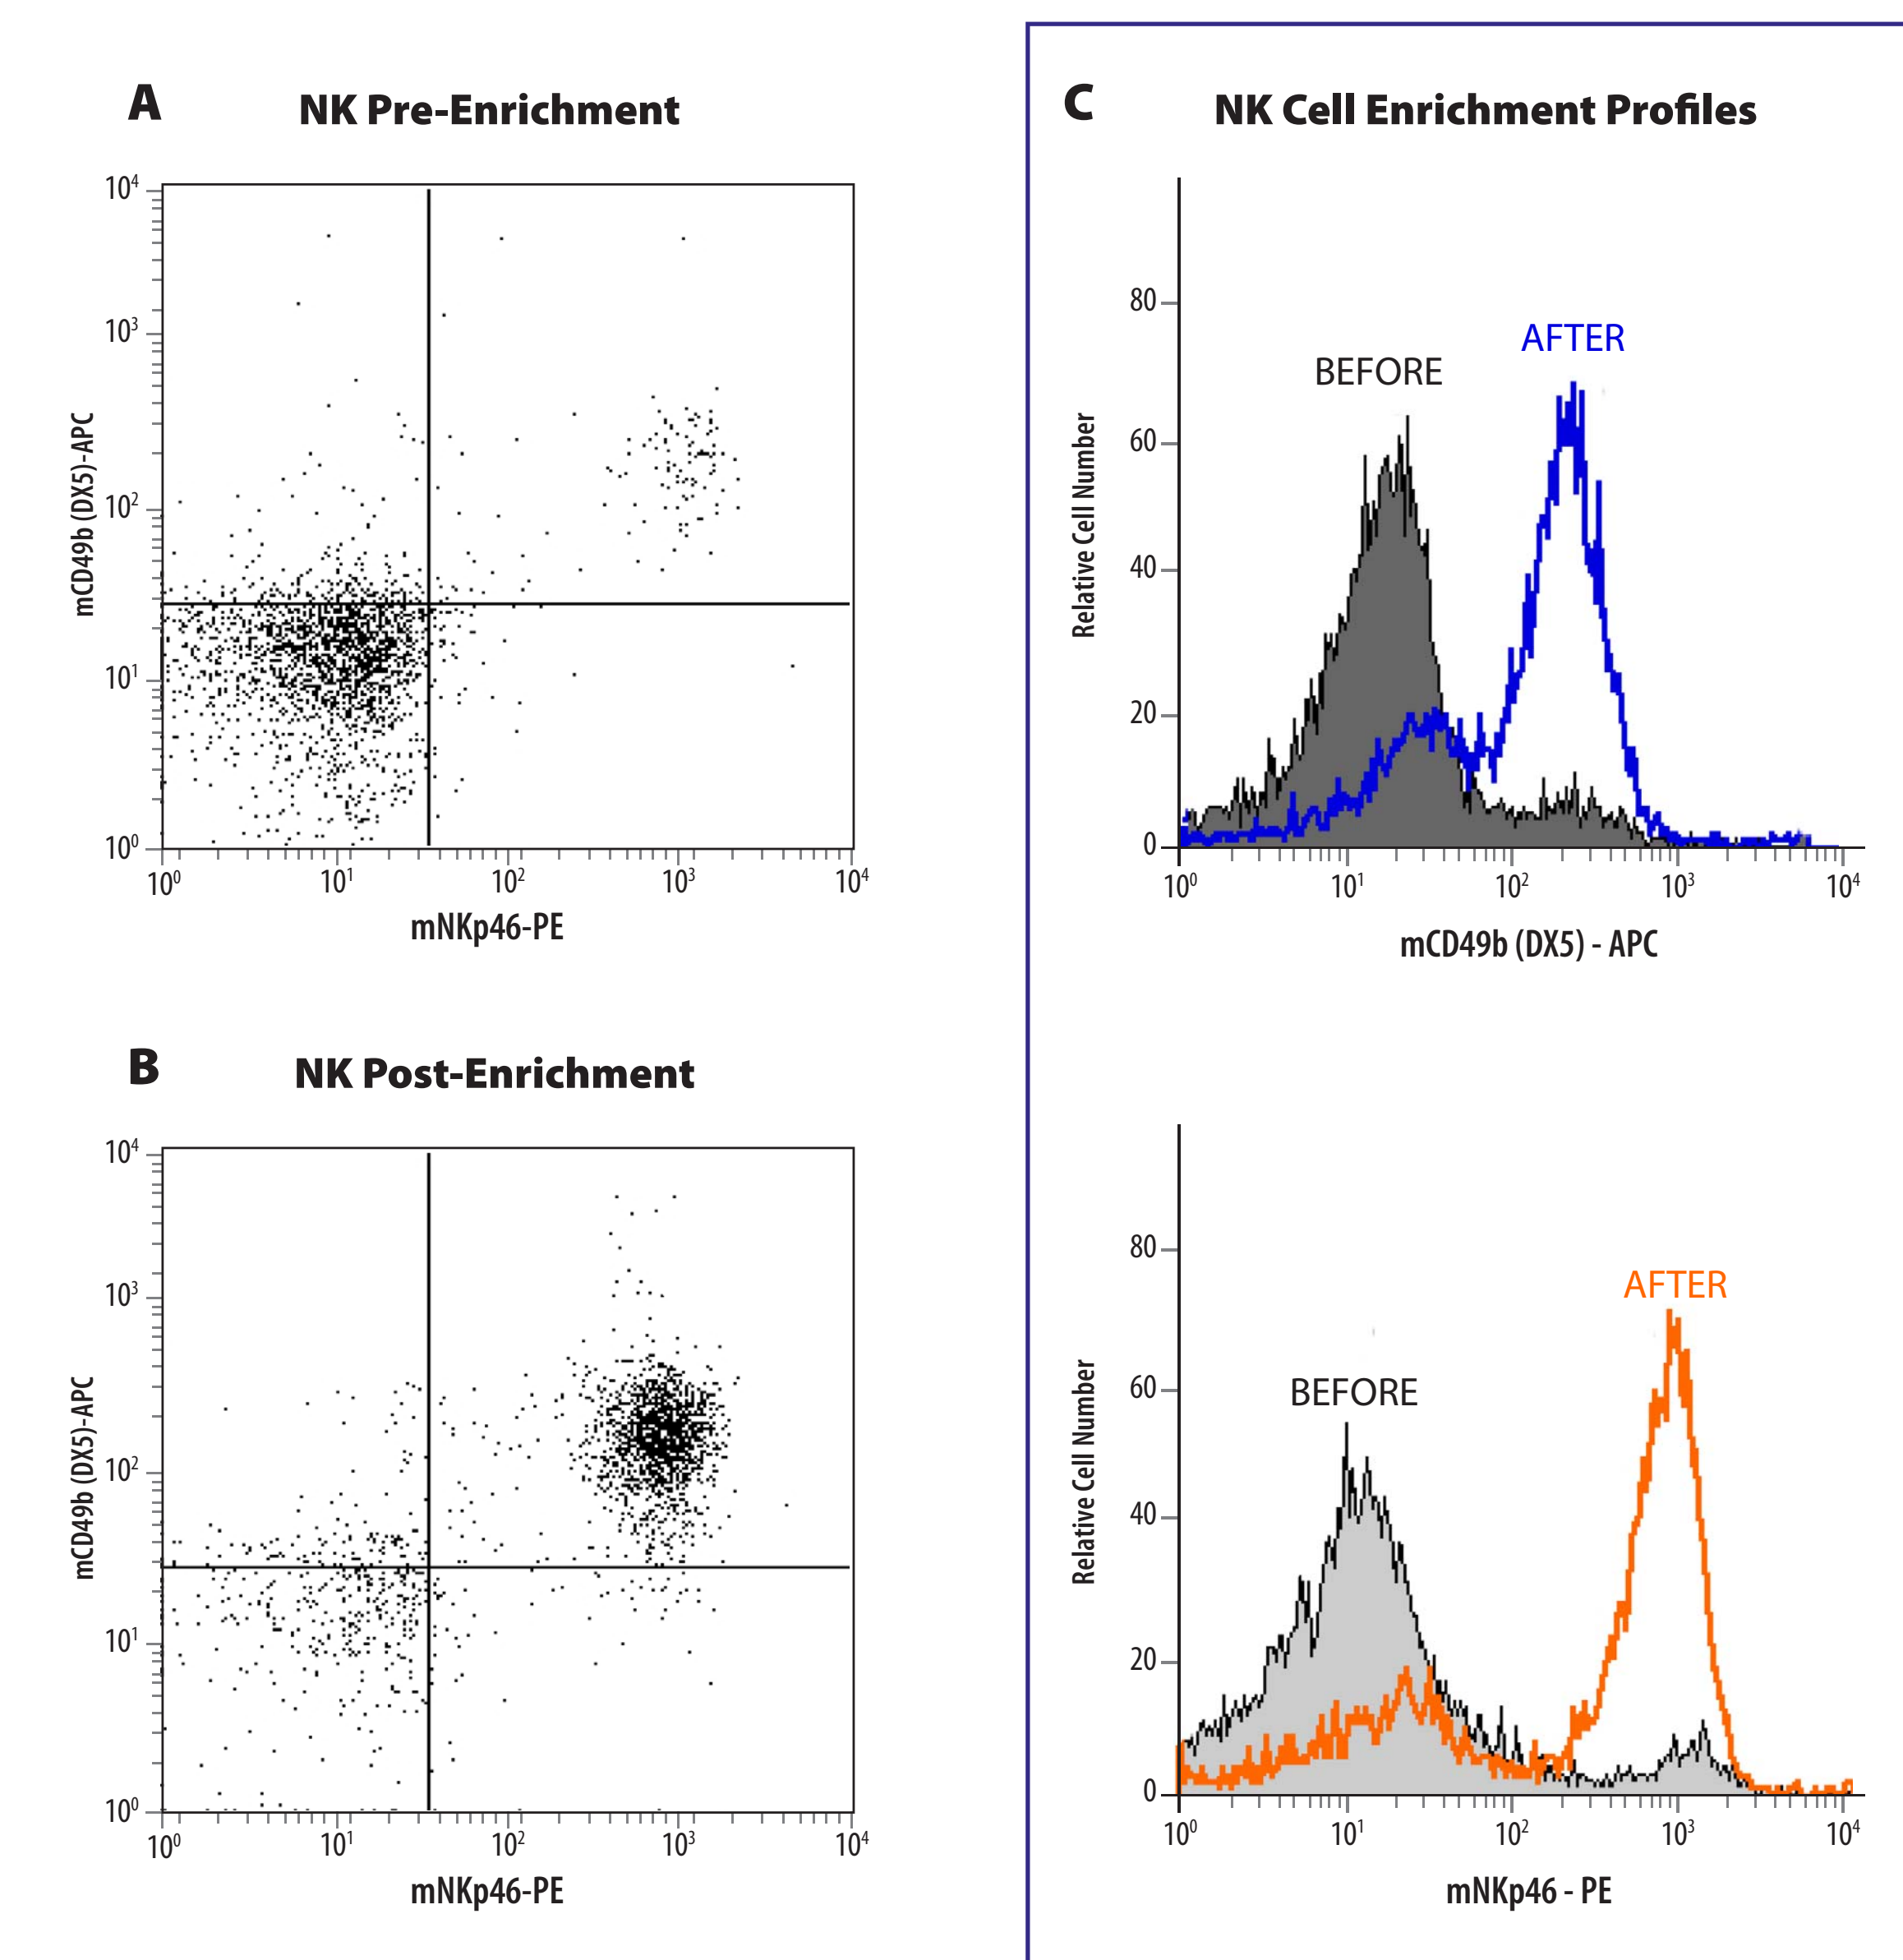 A
NK Pre-Enrichment
10⁴
10³
10²
10¹
10⁰
mCD49b (DX5)-APC
10⁰ 10¹ 10² 10³ 10⁴
mNKp46-PE
B
NK Post-Enrichment
10⁴
10³
10²
10¹
10⁰
mCD49b (DX5)-APC
10⁰ 10¹ 10² 10³ 10⁴
mNKp46-PE
C
NK Cell Enrichment Profiles
80
60
40
20
0
Relative Cell Number
BEFORE
AFTER
10⁰ 10¹ 10² 10³ 10⁴
mCD49b (DX5) - APC
80
60
40
20
0
Relative Cell Number
BEFORE
AFTER
10⁰ 10¹ 10² 10³ 10⁴
mNKp46 - PE